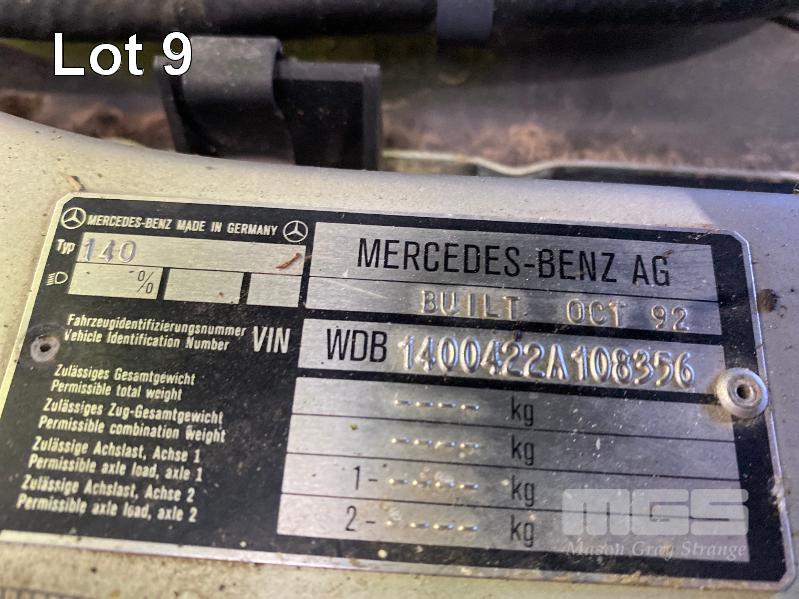 Lot 9
MERCEDES-BENZ MADE IN GERMANY
Typ 140
%
MERCEDES-BENZ AG
BUILT OCT 92
Fahrzeugidentifizierungsnummer
Vehicle Identification Number VIN
WDB 1400422A108356
Zulässiges Gesamtgewicht
Permissible total weight ---- kg
Zulässiges Zug-Gesamtgewicht
Permissible combination weight ---- kg
Zulässige Achslast, Achse 1
Permissible axle load, axle 1 1- ---- kg
Zulässige Achslast, Achse 2
Permissible axle load, axle 2 2- ---- kg
MGS
Mason Gray Strange